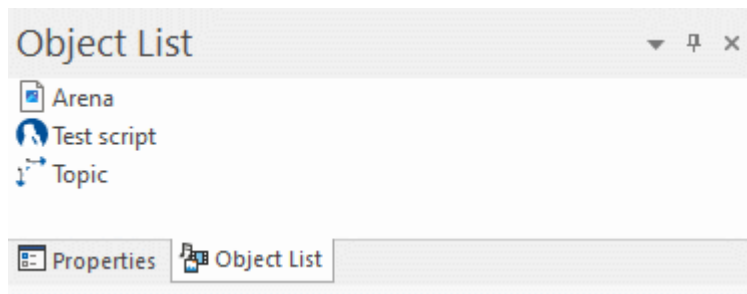 Object List
Arena
Test script
Topic
Properties
Object List